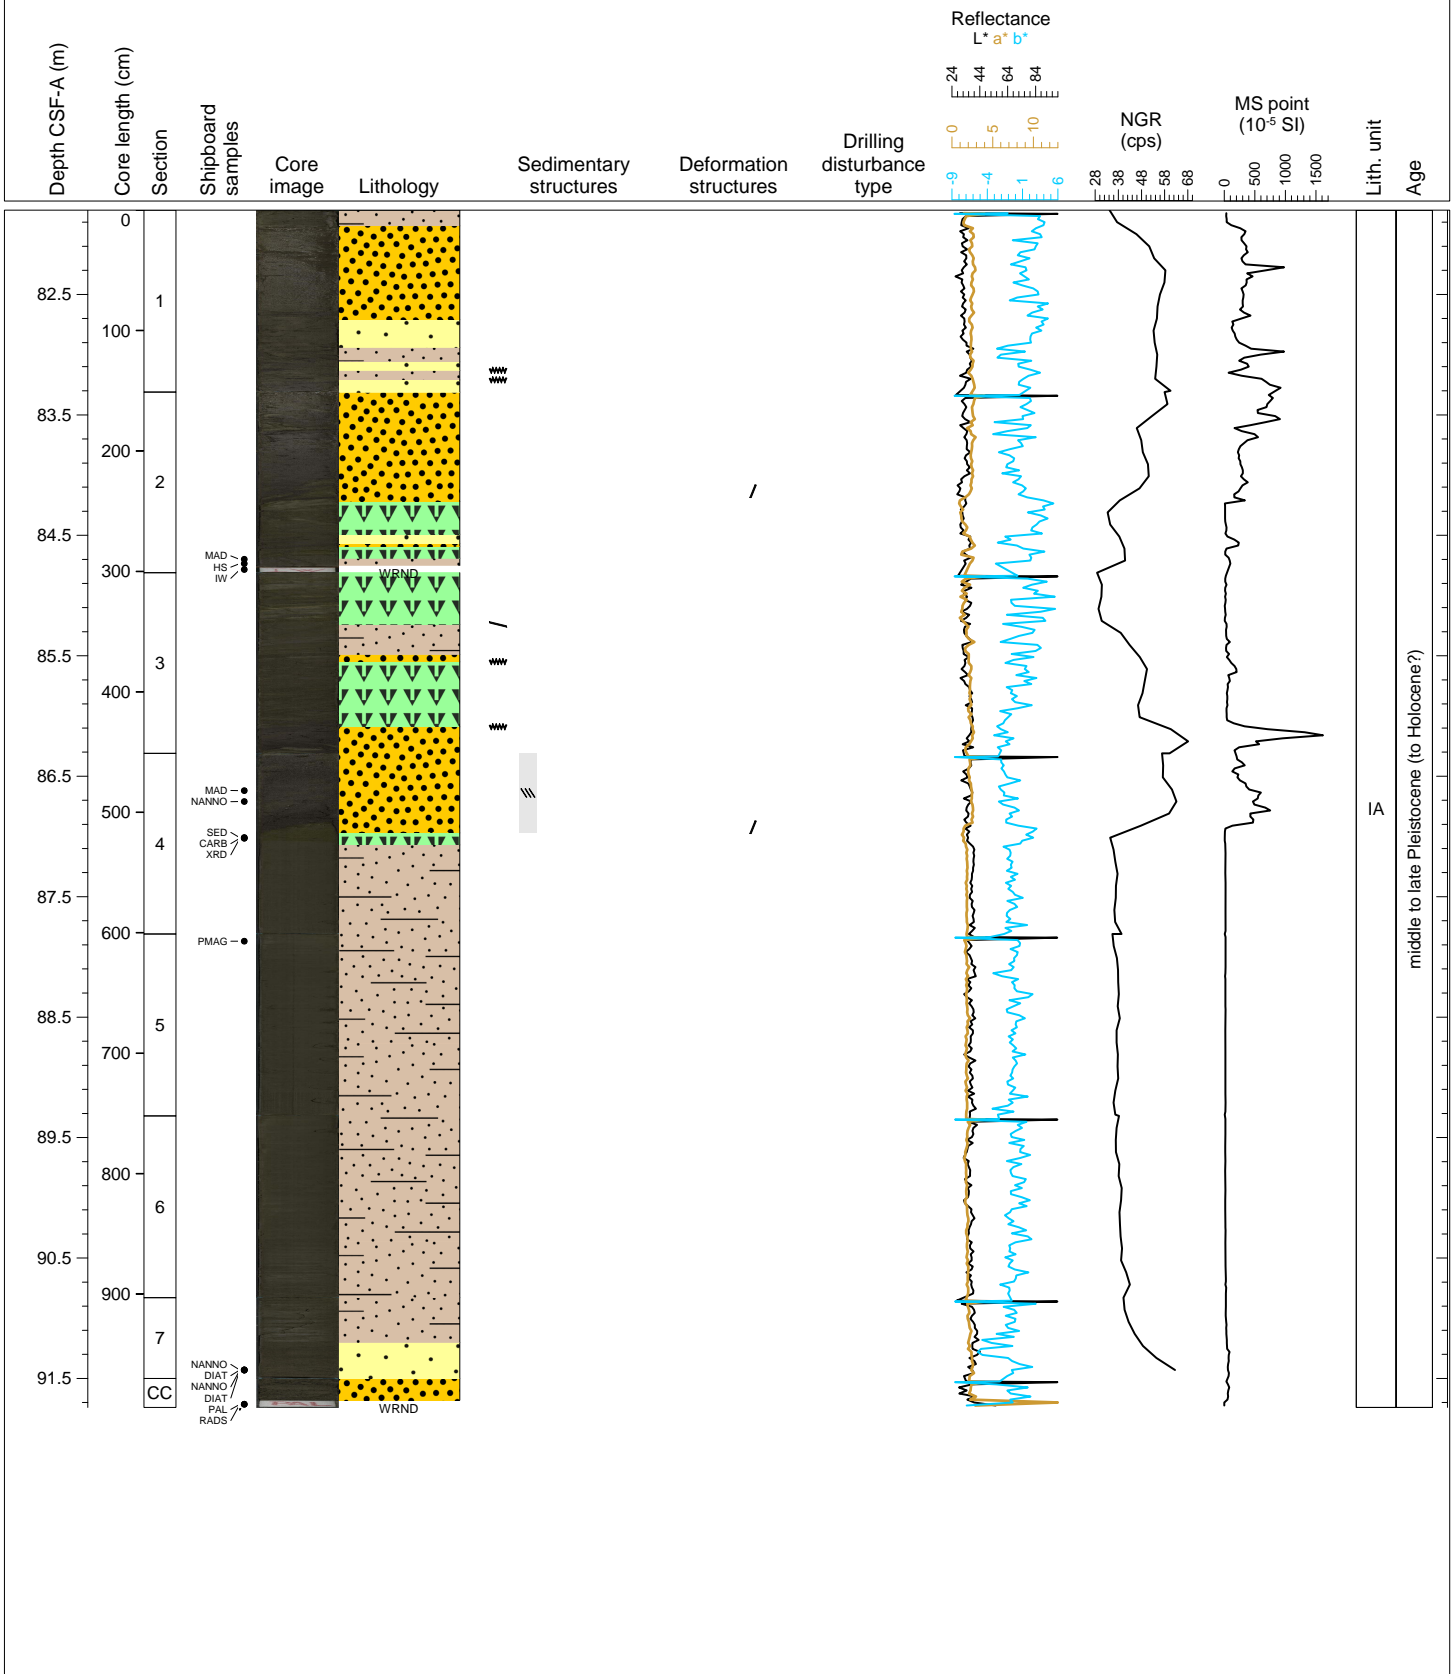 Depth CSF-A (m)
Core length (cm)
Section
Shipboard
samples
Core
image
Lithology
Sedimentary
structures
Deformation
structures
Drilling
disturbance
type
Reflectance
L* a* b*
24 44 64 84
0 5 10
-9 -4 1 6
NGR
(cps)
28 38 48 58 68
MS point
(10⁻⁵ SI)
0 500 1000 1500
Lith. unit
Age
0
82.5
1
100
83.5
200
2
84.5
MAD
HS
300
IW
WRND
85.5
3
400
86.5
MAD
NANNO
500
SED
CARB
XRD
4
87.5
600
PMAG
88.5
5
700
89.5
800
6
90.5
900
7
NANNO
DIAT
91.5
NANNO
DIAT
CC
PAL
RADS
PAL
WRND
IA
middle to late Pleistocene (to Holocene?)